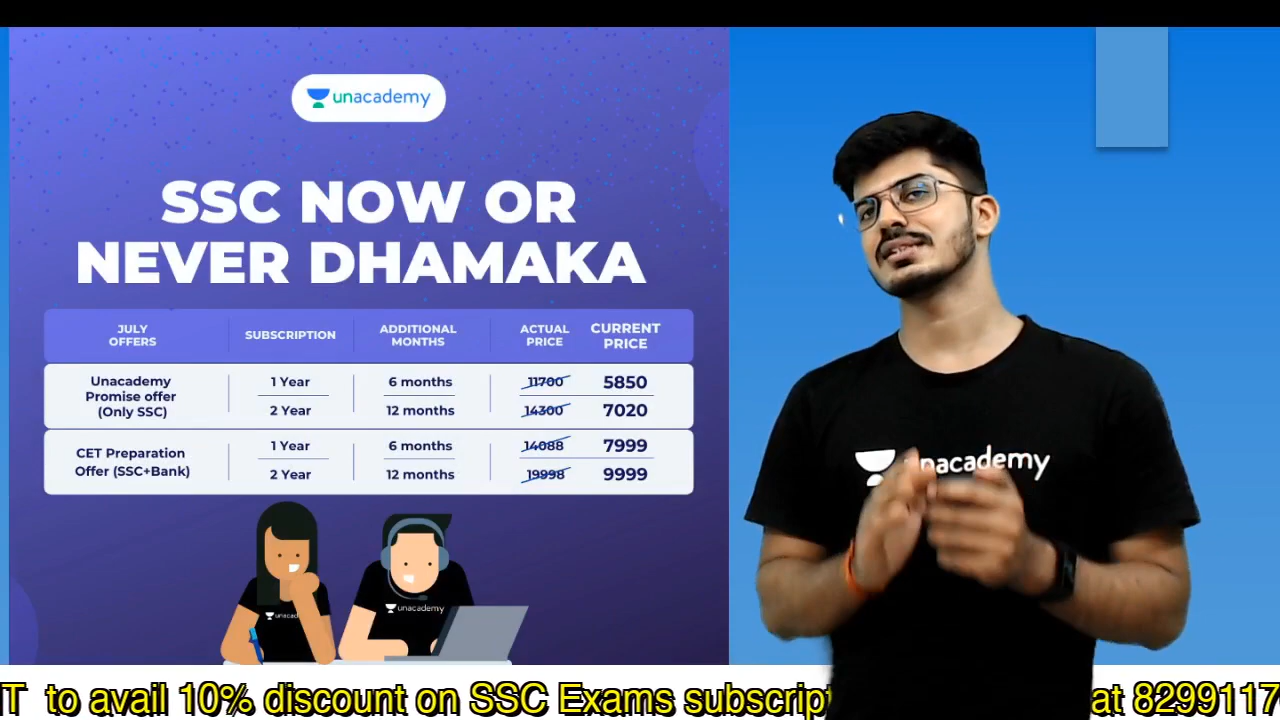 unacademy
SSC NOW OR
NEVER DHAMAKA
JULY
OFFERS
SUBSCRIPTION
ADDITIONAL
MONTHS
ACTUAL
PRICE
CURRENT
PRICE
Unacademy
Promise offer
(Only SSC)
1 Year
6 months
11700
5850
2 Year
12 months
14300
7020
CET Preparation
Offer (SSC+Bank)
1 Year
6 months
14088
7999
2 Year
12 months
19998
9999
unacademy
unacademy
to avail 10% discount on SSC Exams at 8299117